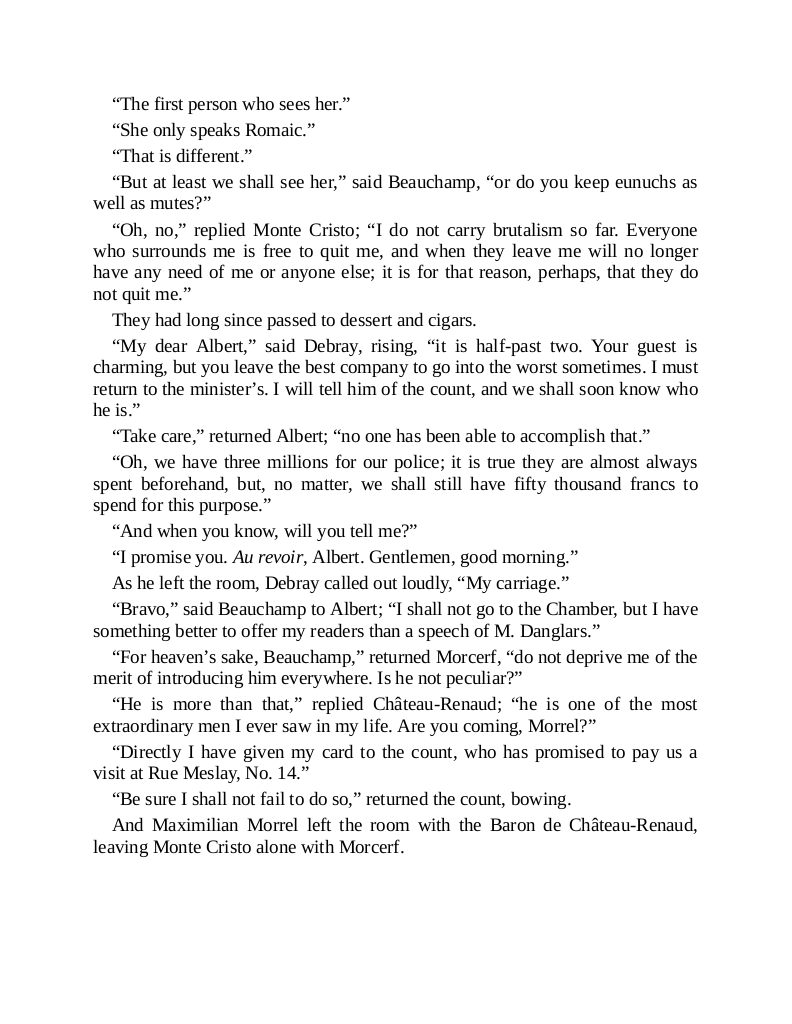 “The first person who sees her.”
“She only speaks Romaic.”
“That is different.”
“But at least we shall see her,” said Beauchamp, “or do you keep eunuchs as
well as mutes?”
“Oh, no,” replied Monte Cristo; “I do not carry brutalism so far. Everyone
who surrounds me is free to quit me, and when they leave me will no longer
have any need of me or anyone else; it is for that reason, perhaps, that they do
not quit me.”
They had long since passed to dessert and cigars.
“My dear Albert,” said Debray, rising, “it is half-past two. Your guest is
charming, but you leave the best company to go into the worst sometimes. I must
return to the minister’s. I will tell him of the count, and we shall soon know who
he is.”
“Take care,” returned Albert; “no one has been able to accomplish that.”
“Oh, we have three millions for our police; it is true they are almost always
spent beforehand, but, no matter, we shall still have fifty thousand francs to
spend for this purpose.”
“And when you know, will you tell me?”
“I promise you. Au revoir, Albert. Gentlemen, good morning.”
As he left the room, Debray called out loudly, “My carriage.”
“Bravo,” said Beauchamp to Albert; “I shall not go to the Chamber, but I have
something better to offer my readers than a speech of M. Danglars.”
“For heaven’s sake, Beauchamp,” returned Morcerf, “do not deprive me of the
merit of introducing him everywhere. Is he not peculiar?”
“He is more than that,” replied Château-Renaud; “he is one of the most
extraordinary men I ever saw in my life. Are you coming, Morrel?”
“Directly I have given my card to the count, who has promised to pay us a
visit at Rue Meslay, No. 14.”
“Be sure I shall not fail to do so,” returned the count, bowing.
And Maximilian Morrel left the room with the Baron de Château-Renaud,
leaving Monte Cristo alone with Morcerf.